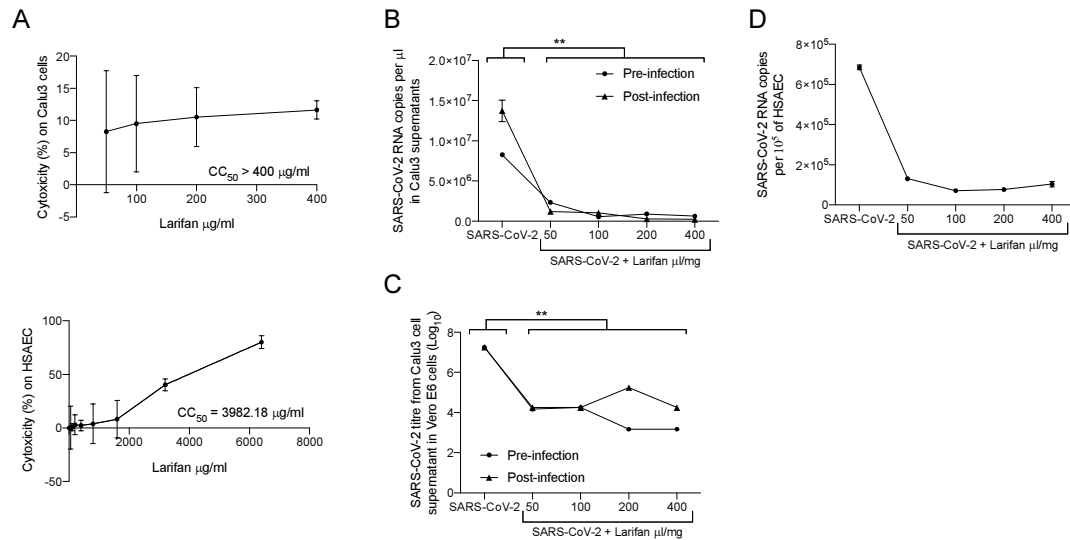 A
Cytoxicity (%) on Calu3 cells
20
15
10
5
0
-5
100
200
300
400
CC50 > 400 μg/ml
Larifan μg/ml
Cytoxicity (%) on HSAEC
100
50
0
-50
2000
4000
6000
8000
CC50 = 3982.18 μg/ml
Larifan μg/ml
B
**
SARS-CoV-2 RNA copies per μl
in Calu3 supernatants
2.0×10⁷
1.5×10⁷
1.0×10⁷
5.0×10⁶
0.0
Pre-infection
Post-infection
SARS-CoV-2
50
100
200
400
SARS-CoV-2 + Larifan μl/mg
C
**
SARS-CoV-2 titre from Calu3 cell
supernatant in Vero E6 cells (Log10)
8
6
4
2
0
Pre-infection
Post-infection
SARS-CoV-2
50
100
200
400
SARS-CoV-2 + Larifan μl/mg
D
SARS-CoV-2 RNA copies
per 10⁵ of HSAEC
8×10⁵
6×10⁵
4×10⁵
2×10⁵
0
SARS-CoV-2
50
100
200
400
SARS-CoV-2 + Larifan μl/mg